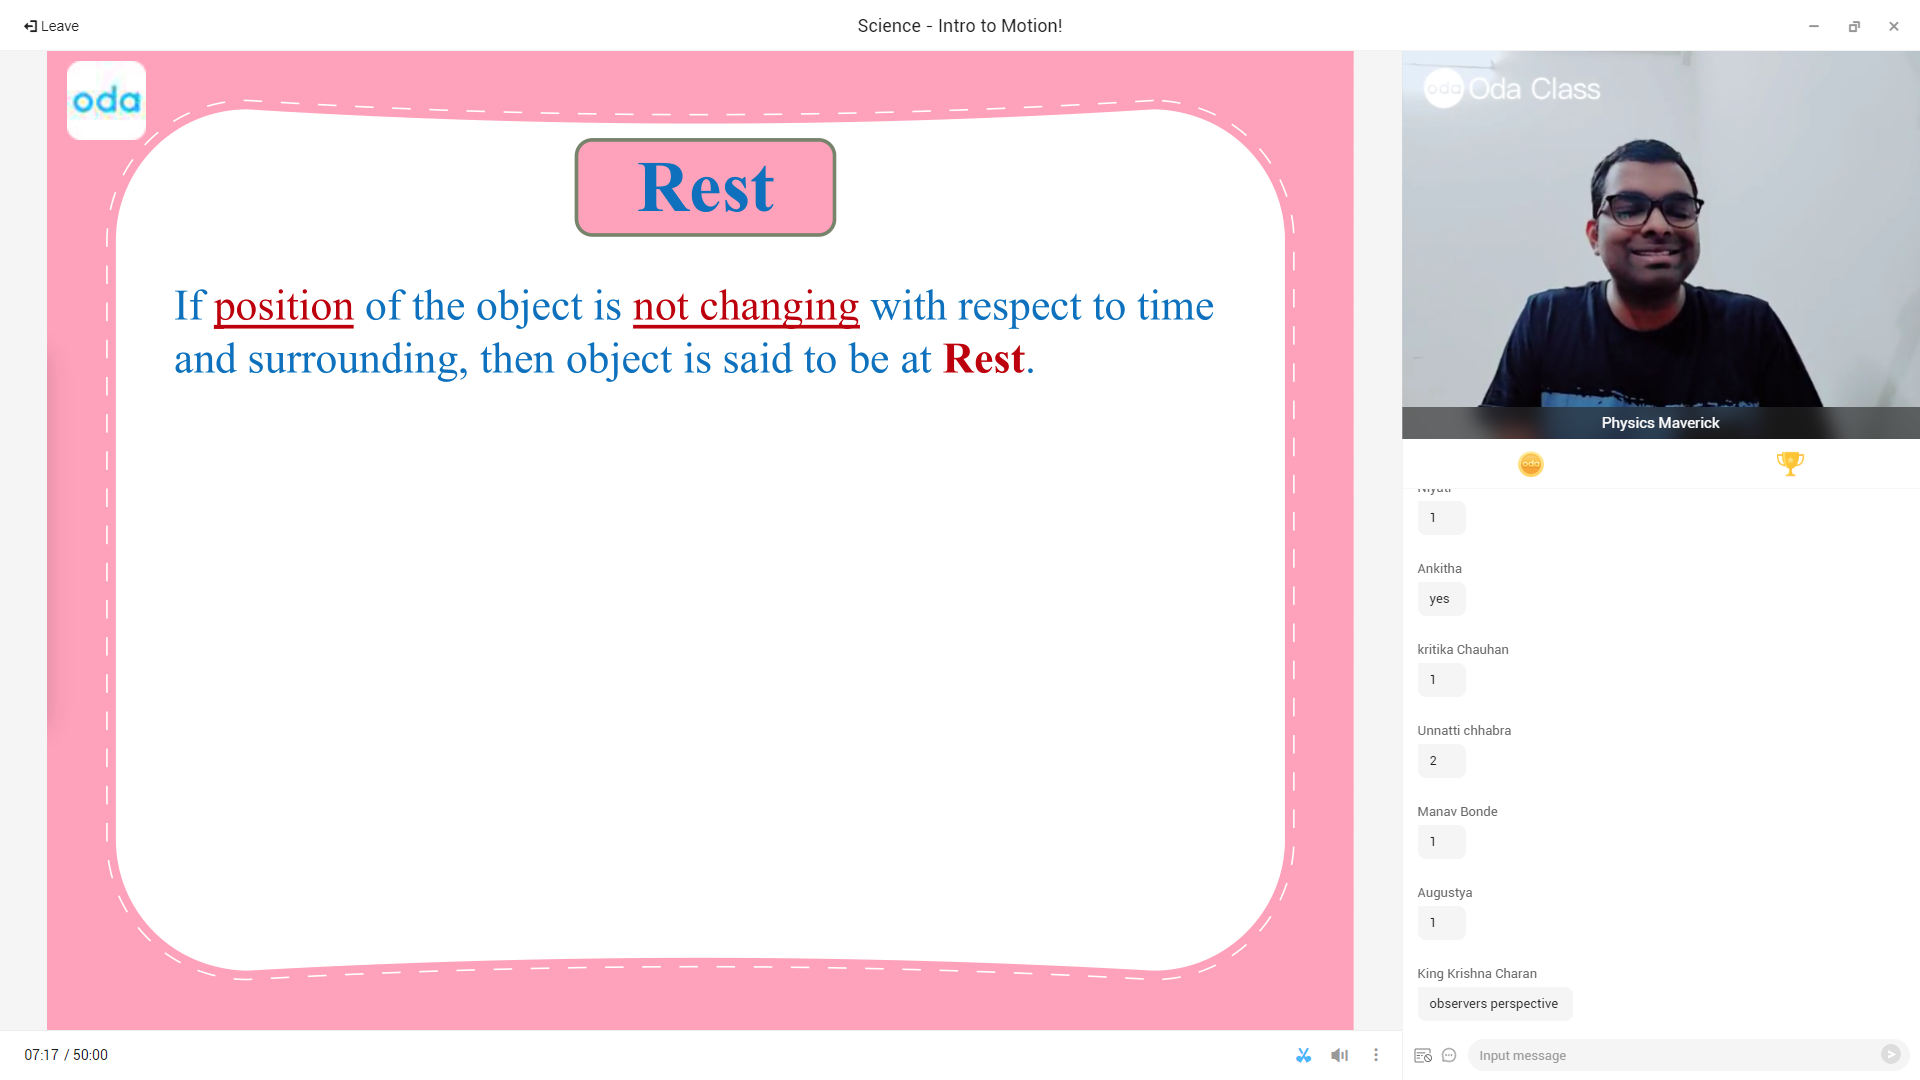 Leave
Science - Intro to Motion!
oda
Rest
If position of the object is not changing with respect to time
and surrounding, then object is said to be at Rest.
oda Oda Class
Physics Maverick
oda
Niyati
1
Ankitha
yes
kritika Chauhan
1
Unnatti chhabra
2
Manav Bonde
1
Augustya
1
King Krishna Charan
observers perspective
07:17 / 50:00
Input message